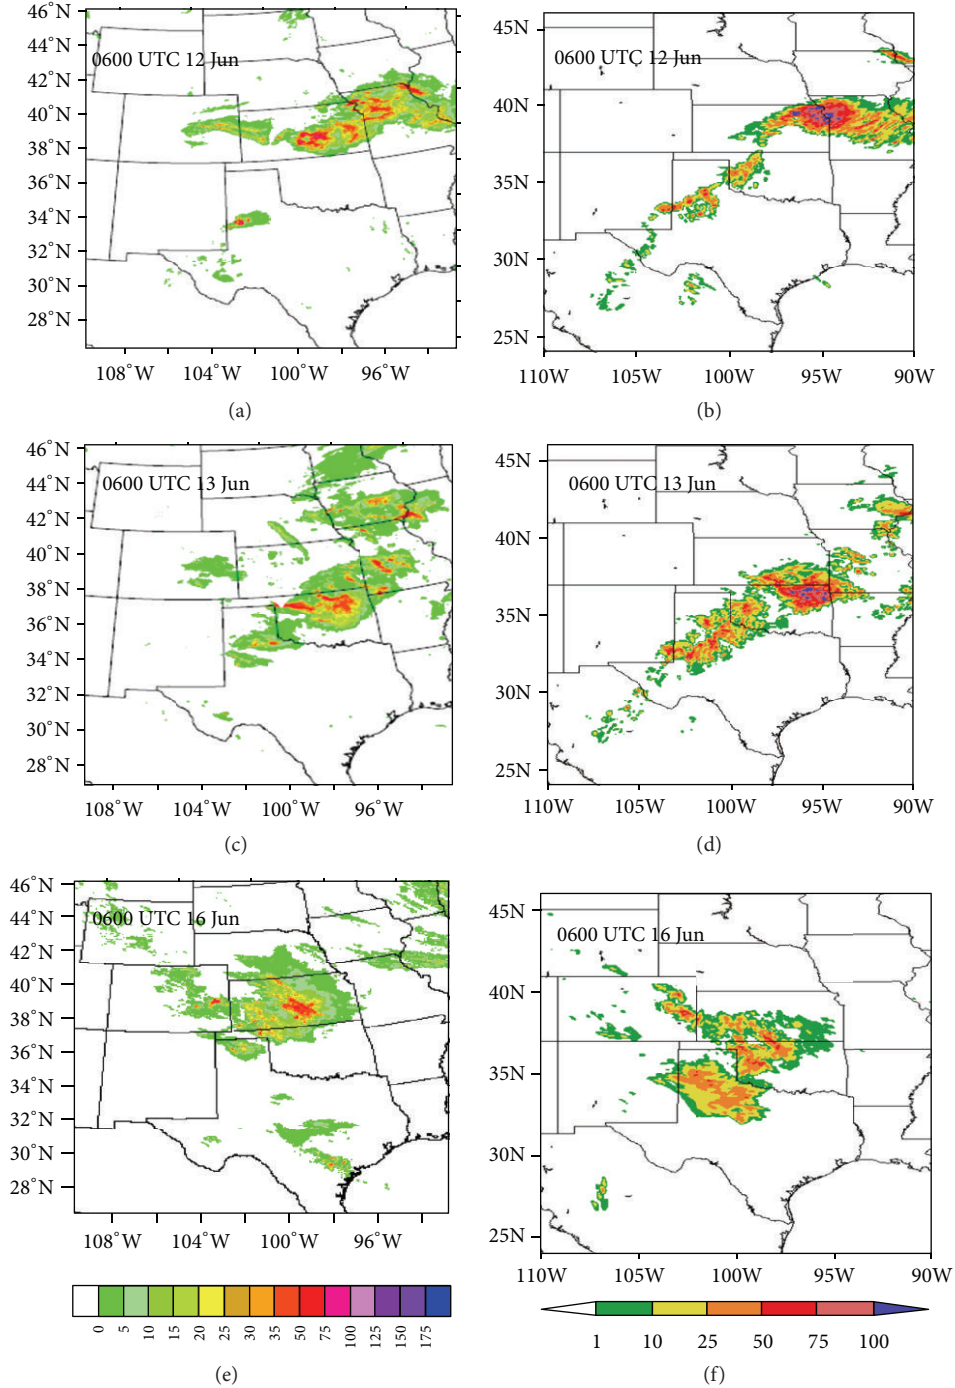 46°N
44°N
42°N
40°N
38°N
36°N
34°N
32°N
30°N
28°N
0600 UTC 12 Jun
108°W 104°W 100°W 96°W
(a)
45N
40N
35N
30N
25N
0600 UTC 12 Jun
110W 105W 100W 95W 90W
(b)
46°N
44°N
42°N
40°N
38°N
36°N
34°N
32°N
30°N
28°N
0600 UTC 13 Jun
108°W 104°W 100°W 96°W
(c)
45N
40N
35N
30N
25N
0600 UTC 13 Jun
110W 105W 100W 95W 90W
(d)
46°N
44°N
42°N
40°N
38°N
36°N
34°N
32°N
30°N
28°N
0600 UTC 16 Jun
108°W 104°W 100°W 96°W
0 5 10 15 20 25 35 45 50 75 100 125 150 175
(e)
45N
40N
35N
30N
25N
0600 UTC 16 Jun
110W 105W 100W 95W 90W
1 10 25 50 75 100
(f)